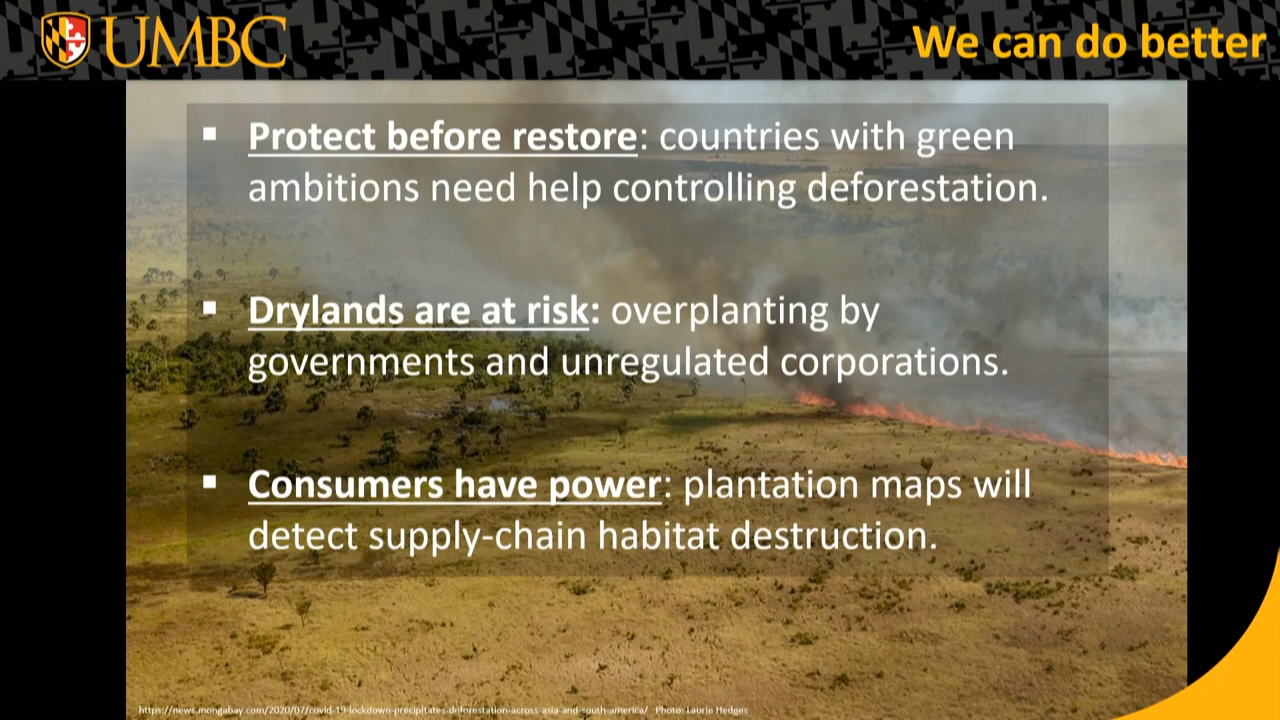 UMBC
We can do better
▪ Protect before restore: countries with green
ambitions need help controlling deforestation.
▪ Drylands are at risk: overplanting by
governments and unregulated corporations.
▪ Consumers have power: plantation maps will
detect supply-chain habitat destruction.
https://news.mongabay.com/2020/07/covid-19-lockdown-precipitates-deforestation-across-asia-and-south-america/ Photo: Laurie Hedges